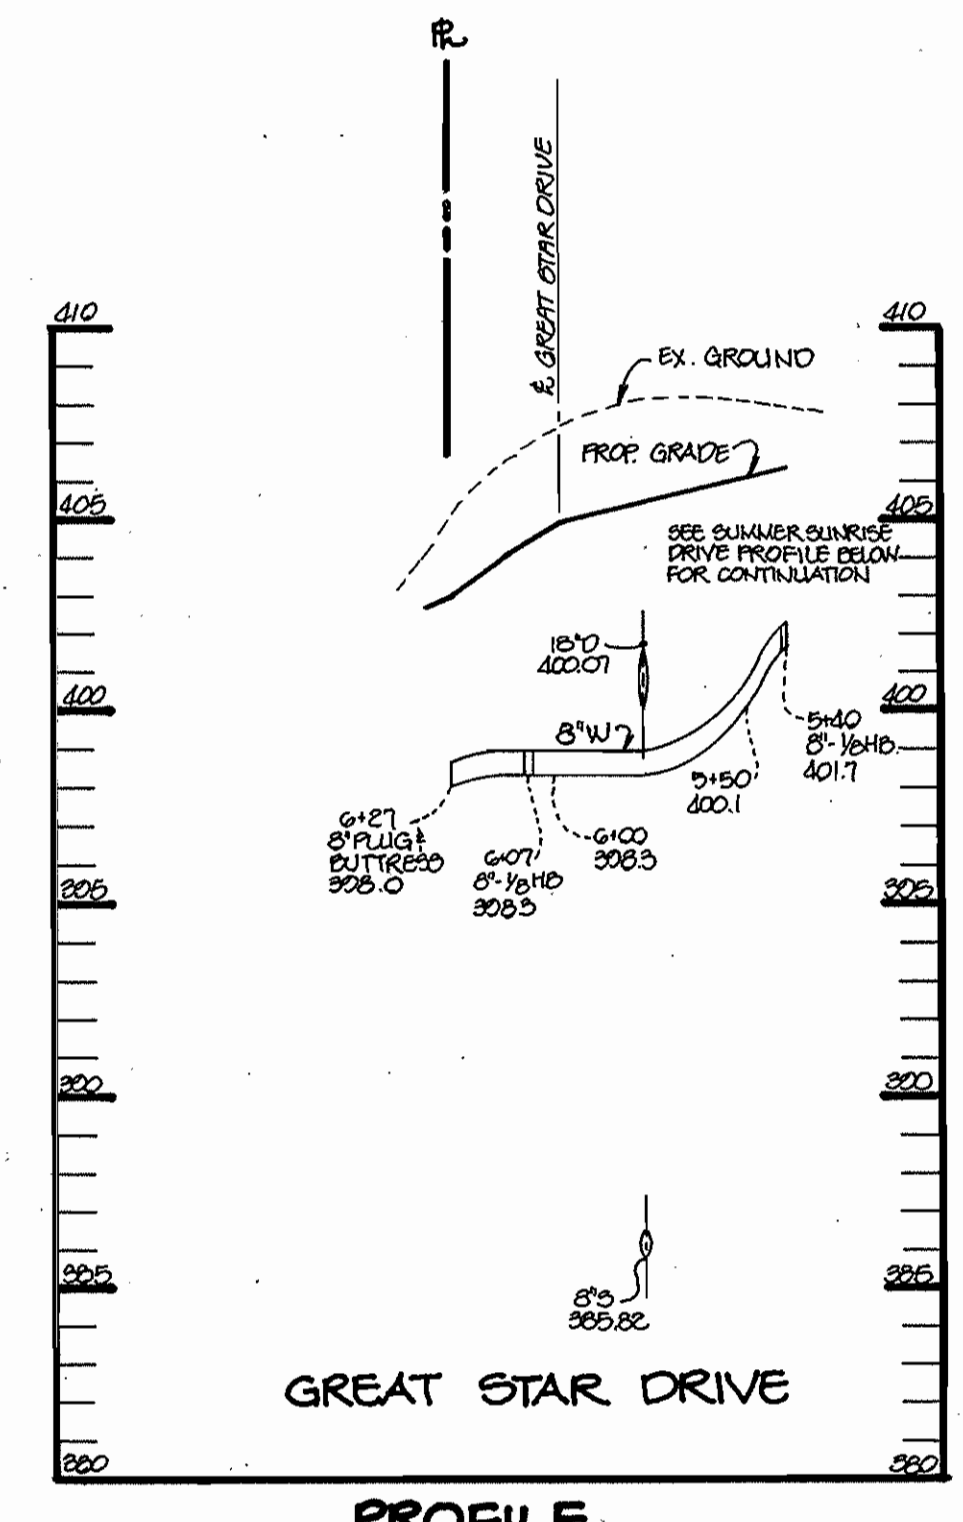 PL
℄ GREAT STAR DRIVE
410
410
EX. GROUND
PROP. GRADE
405
405
SEE SUMMER SUNRISE
DRIVE PROFILE BELOW
FOR CONTINUATION
18"D
400.07
400
400
8"W
5+40
8"-1/8HB
401.7
5+50
400.1
6+27
8"PLUG &
BUTTRESS
398.0
6+07
8"-1/8HB
398.3
6+00
398.3
395
395
390
390
385
385
8"S
385.82
GREAT STAR DRIVE
380
380
PROFILE